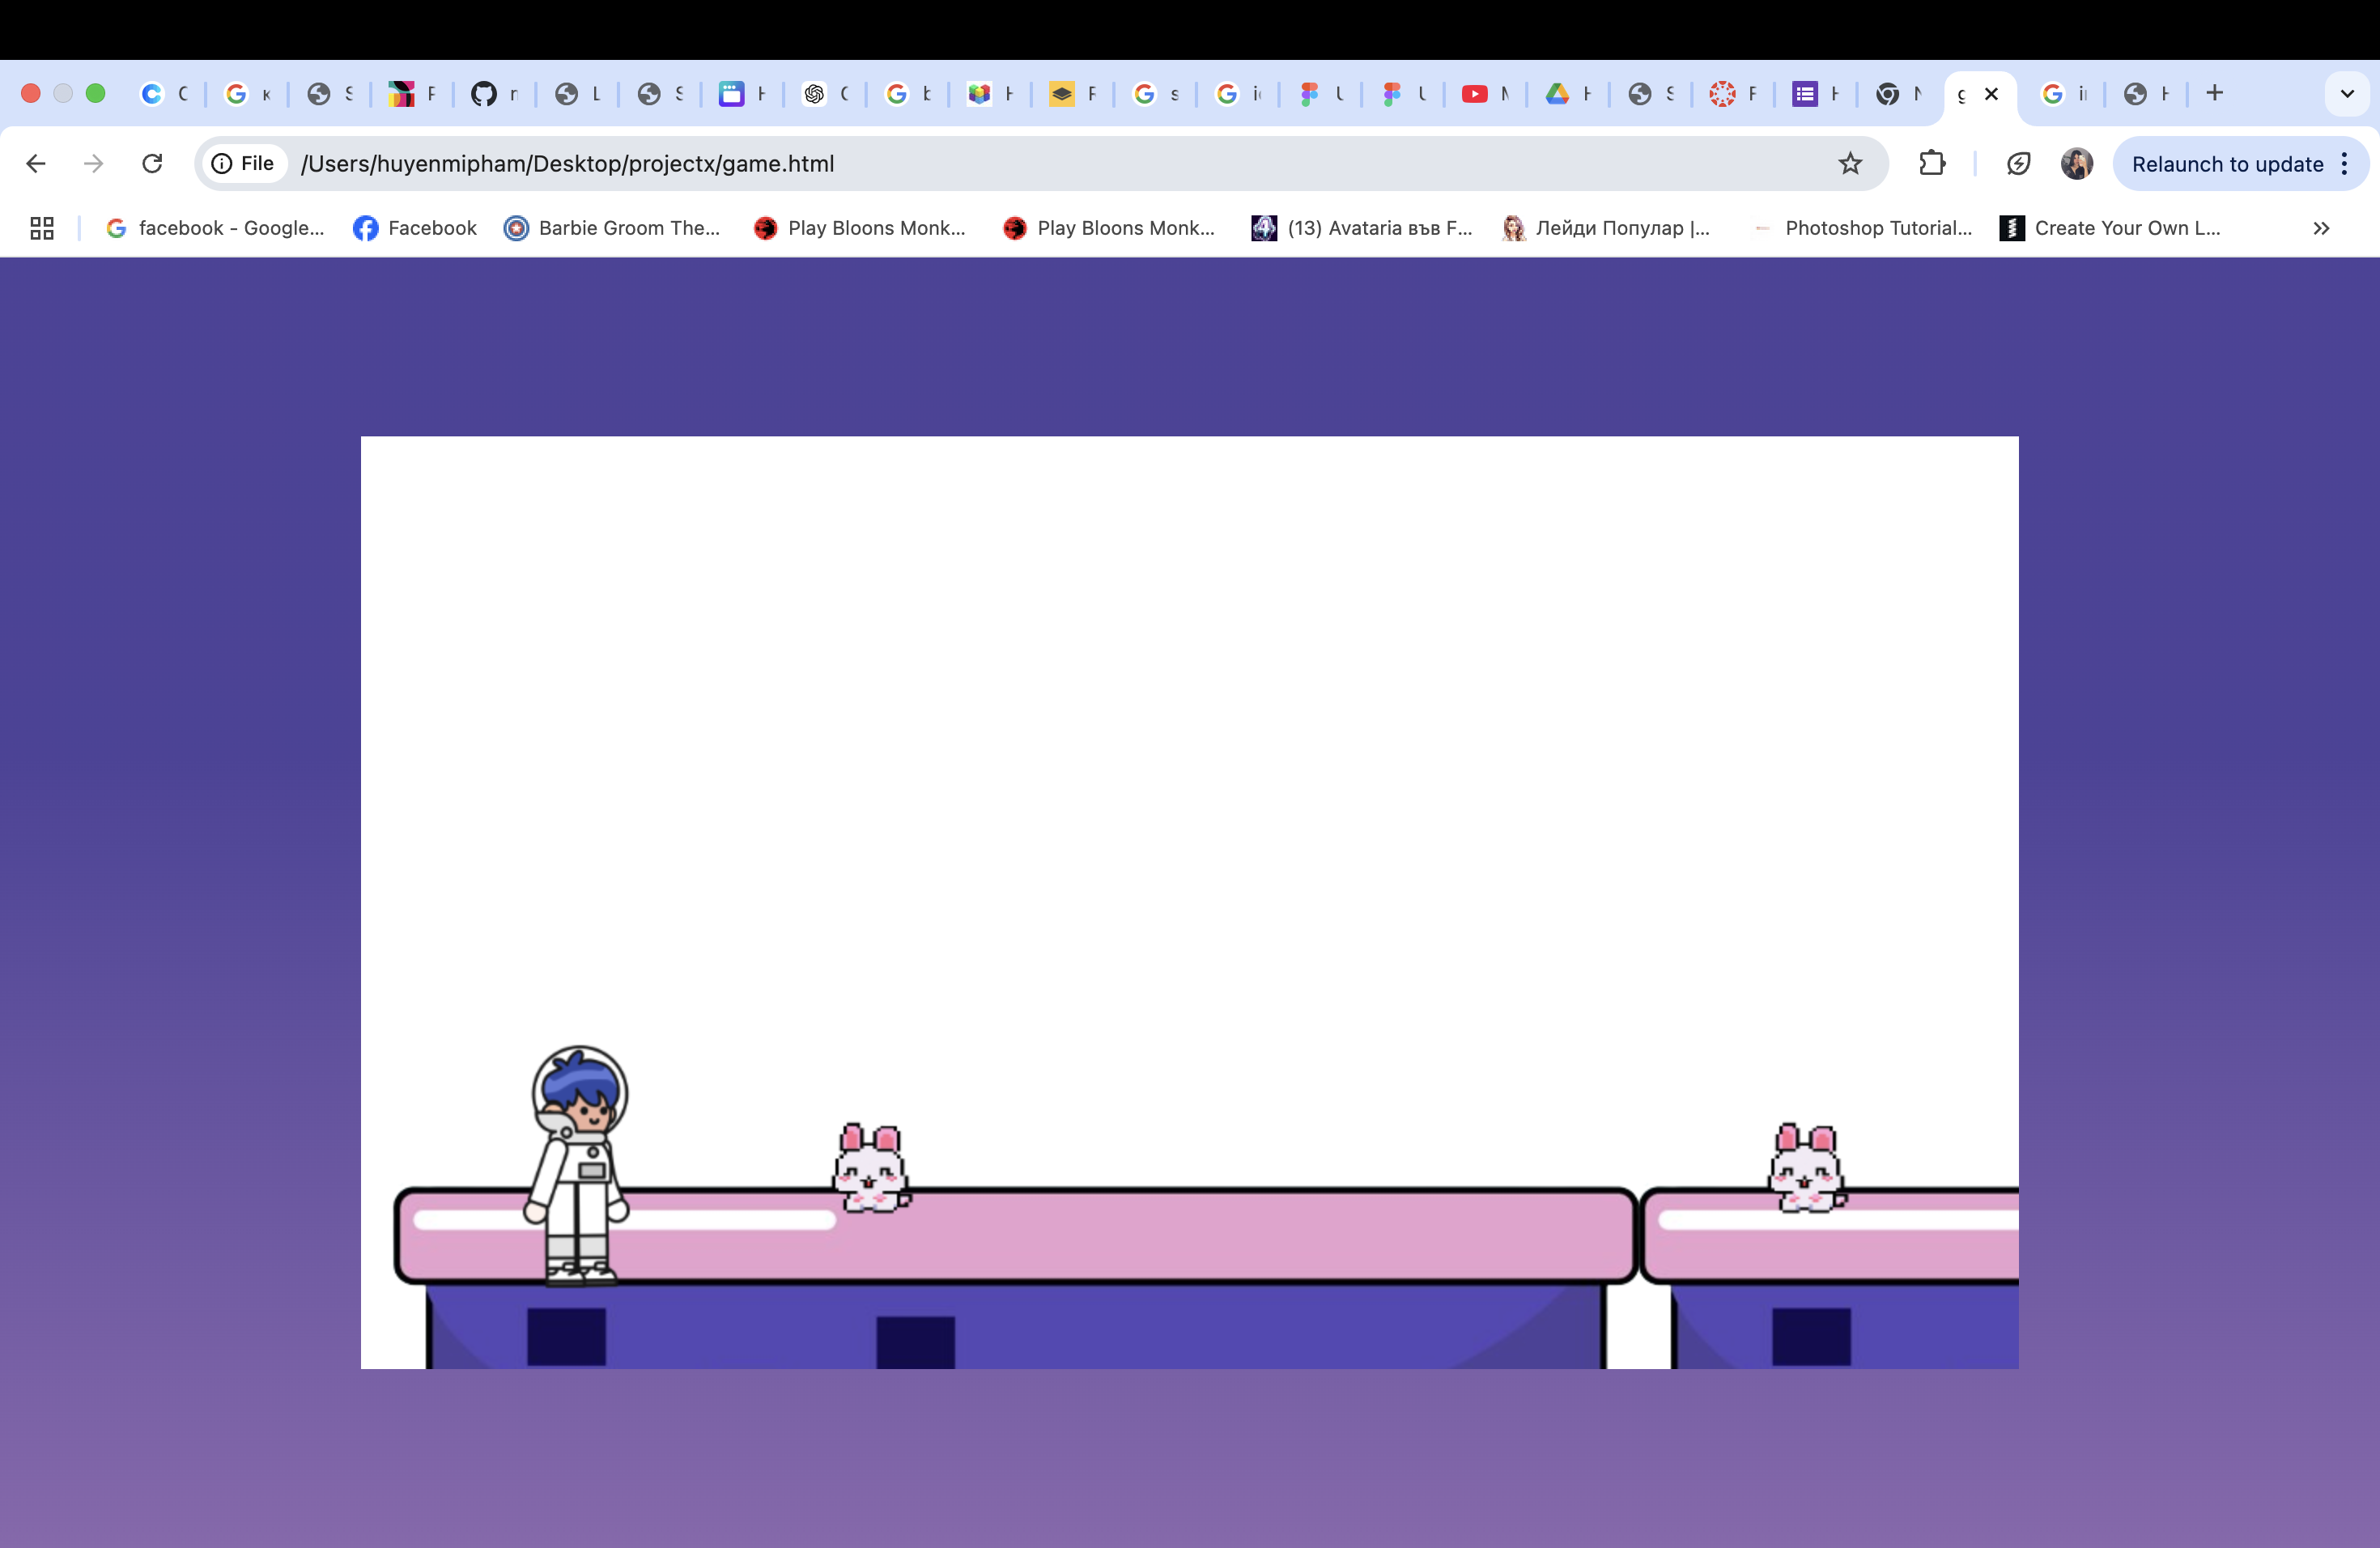 File /Users/huyenmipham/Desktop/projectx/game.html Relaunch to update
facebook - Google... Facebook Barbie Groom The... Play Bloons Monk... Play Bloons Monk... (13) Avataria във F... Лейди Популар |... Photoshop Tutorial... Create Your Own L...